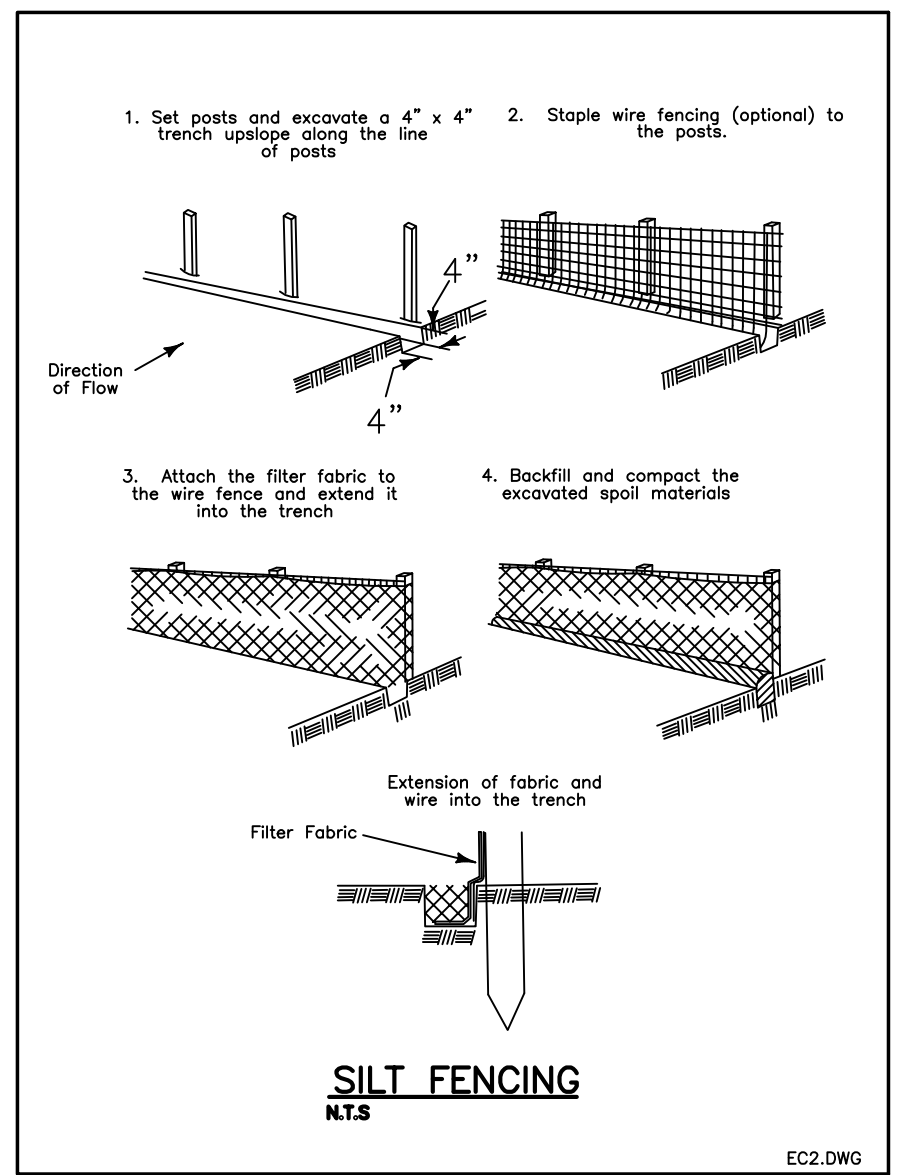 1. Set posts and excavate a 4" x 4"
trench upslope along the line
of posts
2. Staple wire fencing (optional) to
the posts.
4"
Direction
of Flow
4"
3. Attach the filter fabric to
the wire fence and extend it
into the trench
4. Backfill and compact the
excavated spoil materials
Extension of fabric and
wire into the trench
Filter Fabric
SILT FENCING
N.T.S
EC2.DWG